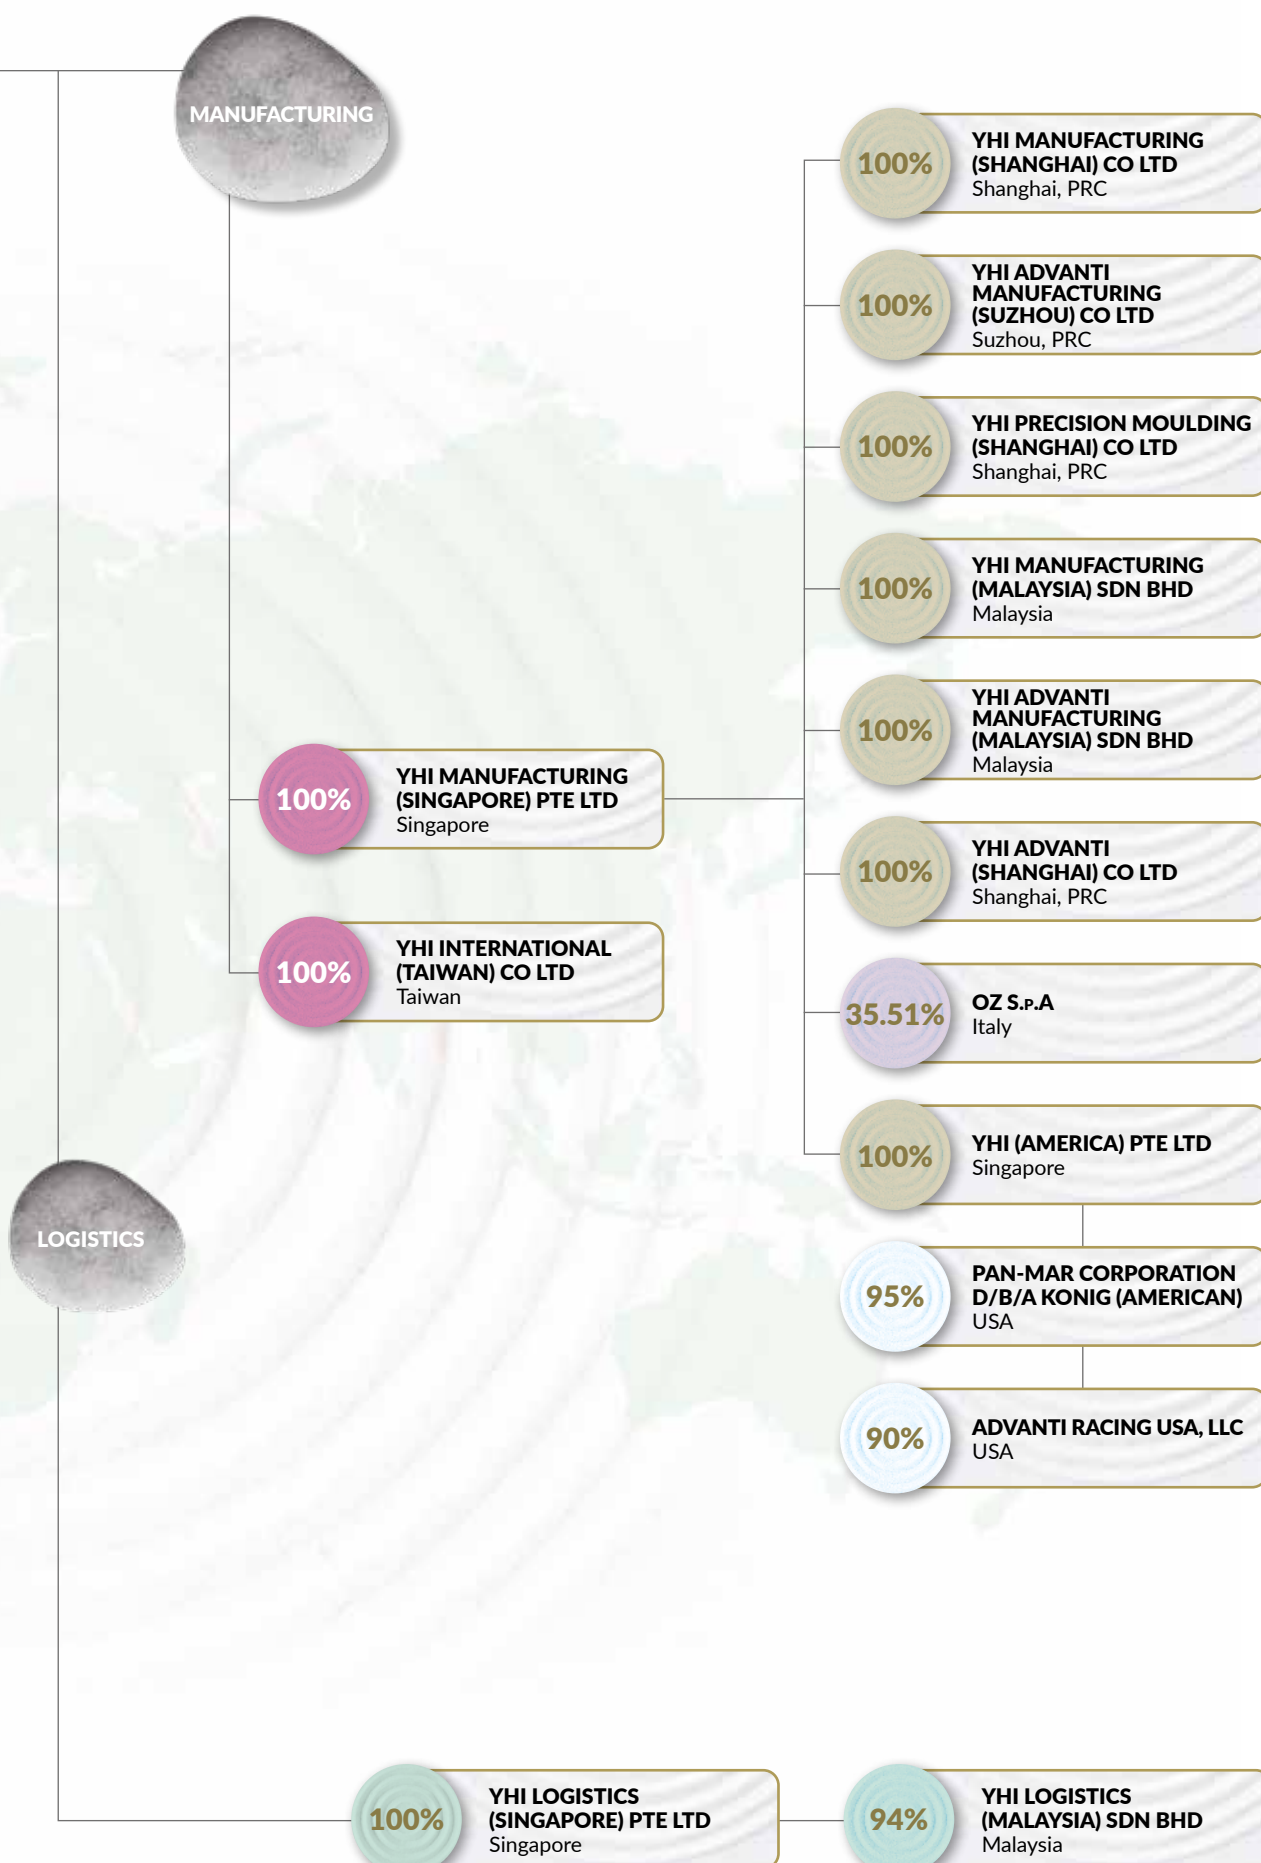 MANUFACTURING
100%
YHI MANUFACTURING
(SHANGHAI) CO LTD
Shanghai, PRC
100%
YHI ADVANTI
MANUFACTURING
(SUZHOU) CO LTD
Suzhou, PRC
100%
YHI PRECISION MOULDING
(SHANGHAI) CO LTD
Shanghai, PRC
100%
YHI MANUFACTURING
(MALAYSIA) SDN BHD
Malaysia
100%
YHI ADVANTI
MANUFACTURING
(MALAYSIA) SDN BHD
Malaysia
100%
YHI MANUFACTURING
(SINGAPORE) PTE LTD
Singapore
100%
YHI ADVANTI
(SHANGHAI) CO LTD
Shanghai, PRC
100%
YHI INTERNATIONAL
(TAIWAN) CO LTD
Taiwan
35.51%
OZ S.P.A
Italy
100%
YHI (AMERICA) PTE LTD
Singapore
LOGISTICS
95%
PAN-MAR CORPORATION
D/B/A KONIG (AMERICAN)
USA
90%
ADVANTI RACING USA, LLC
USA
100%
YHI LOGISTICS
(SINGAPORE) PTE LTD
Singapore
94%
YHI LOGISTICS
(MALAYSIA) SDN BHD
Malaysia